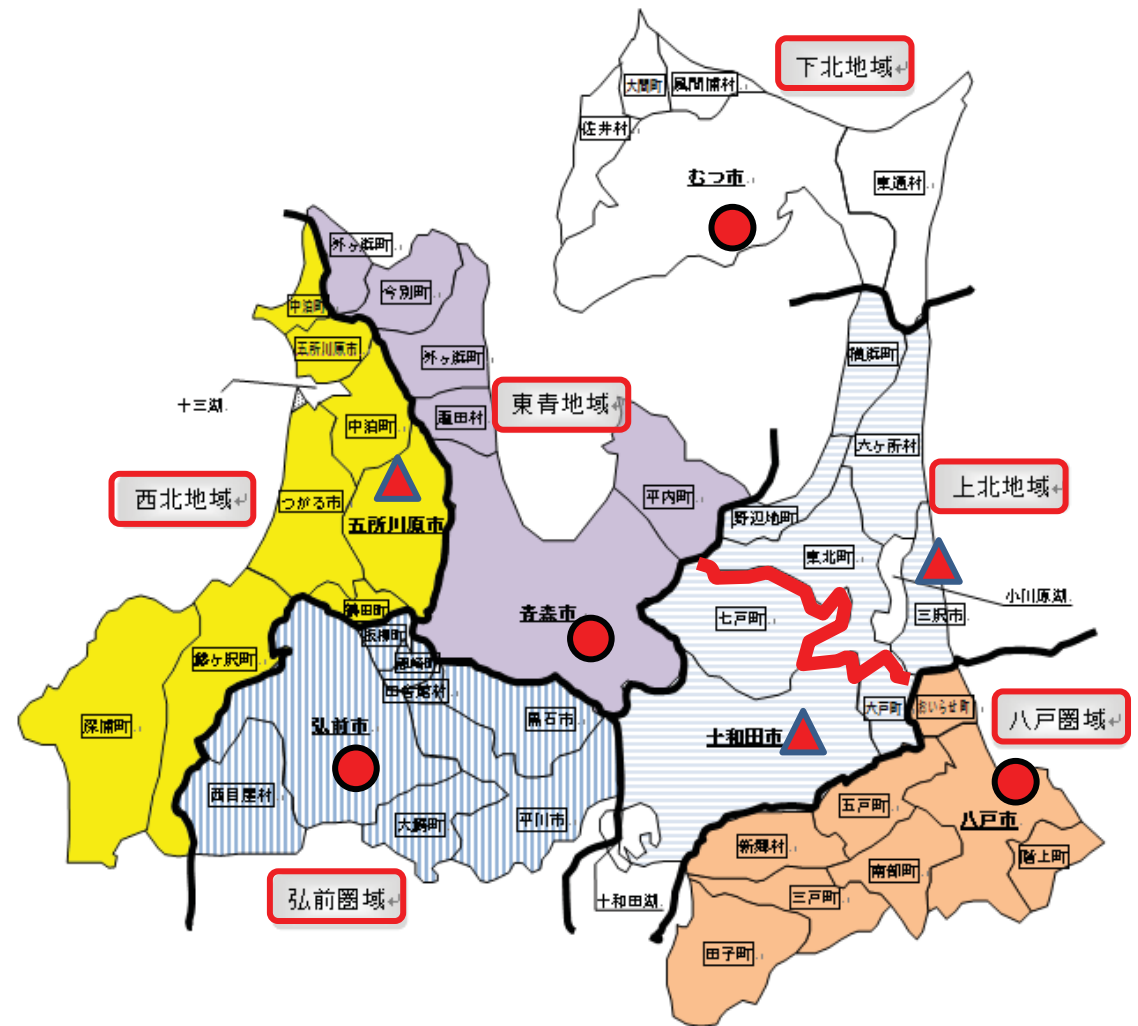 下北地域
大間町
風間浦村
佐井村
むつ市
東通村
外ヶ浜町
今別町
中泊町
五所川原市
外ヶ浜町
横浜町
十三湖
東青地域
中泊町
蓬田村
六ヶ所村
西北地域
つがる市
五所川原市
平内町
野辺地町
上北地域
東北町
小川原湖
鶴田町
青森市
七戸町
三沢市
板柳町
藤崎町
鰺ヶ沢町
田舎館村
深浦町
弘前市
黒石市
十和田市
六戸町
おいらせ町
八戸圏域
西目屋村
大鰐町
平川市
五戸町
八戸市
新郷村
階上町
南部町
弘前圏域
十和田湖
三戸町
田子町